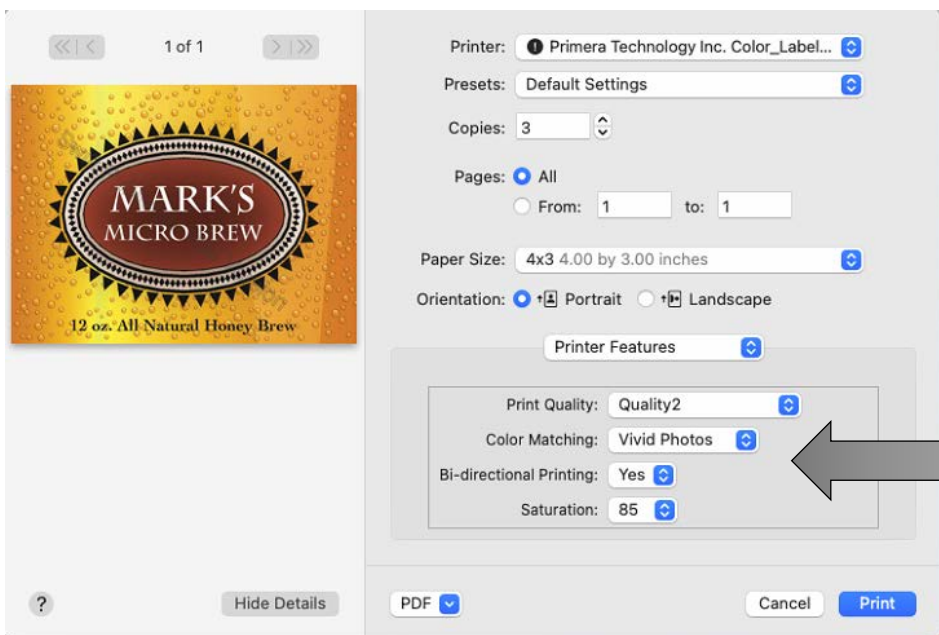 1 of 1
MARK'S
MICRO BREW
12 oz. All Natural Honey Brew
? Hide Details
Printer: Primera Technology Inc. Color_Label...
Presets: Default Settings
Copies: 3
Pages: All
From: 1 to: 1
Paper Size: 4x3 4.00 by 3.00 inches
Orientation: Portrait Landscape
Printer Features
Print Quality: Quality2
Color Matching: Vivid Photos
Bi-directional Printing: Yes
Saturation: 85
PDF Cancel Print